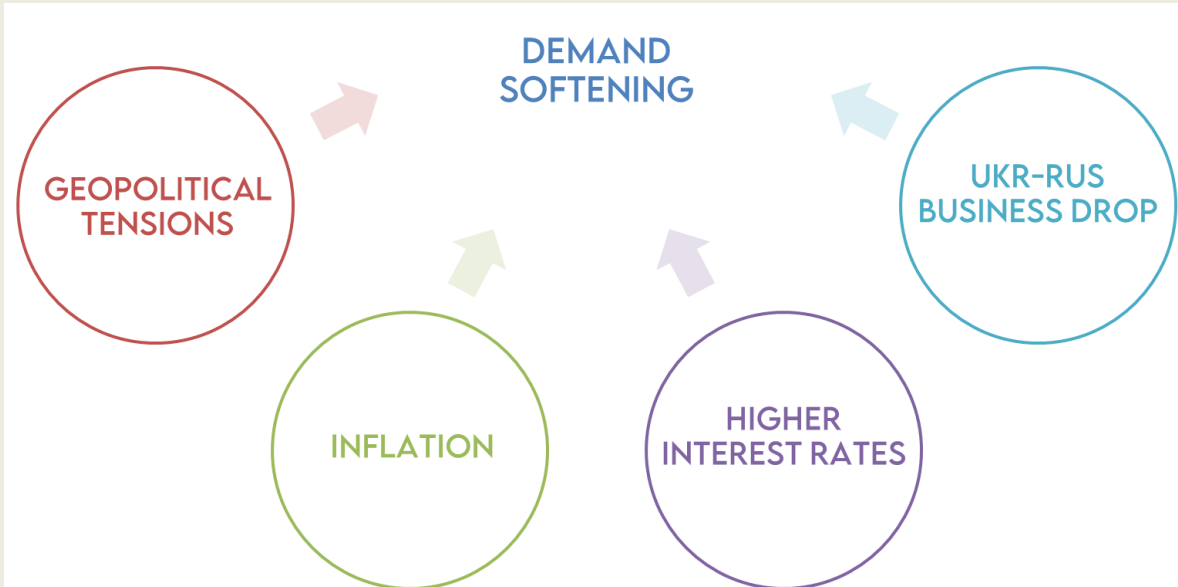 DEMAND
SOFTENING
GEOPOLITICAL
TENSIONS
UKR-RUS
BUSINESS DROP
INFLATION
HIGHER
INTEREST RATES